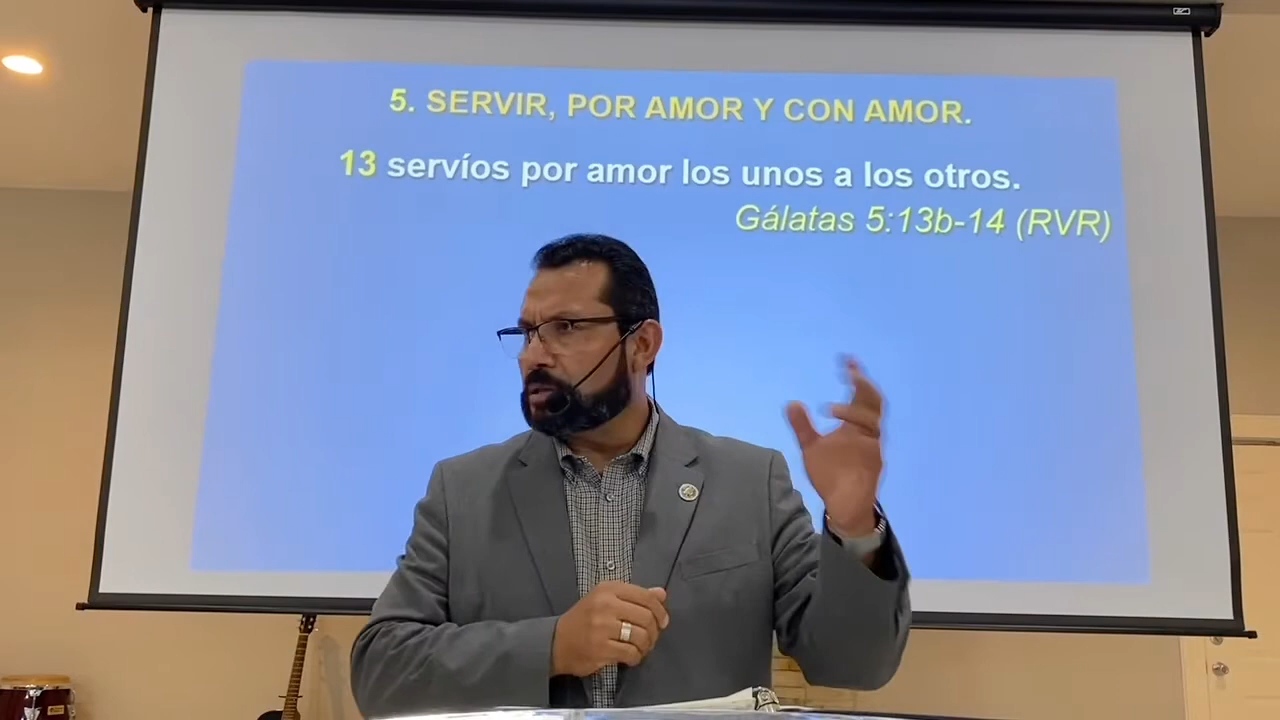 5. SERVIR, POR AMOR Y CON AMOR.
13 servíos por amor los unos a los otros.
Gálatas 5:13b-14 (RVR)